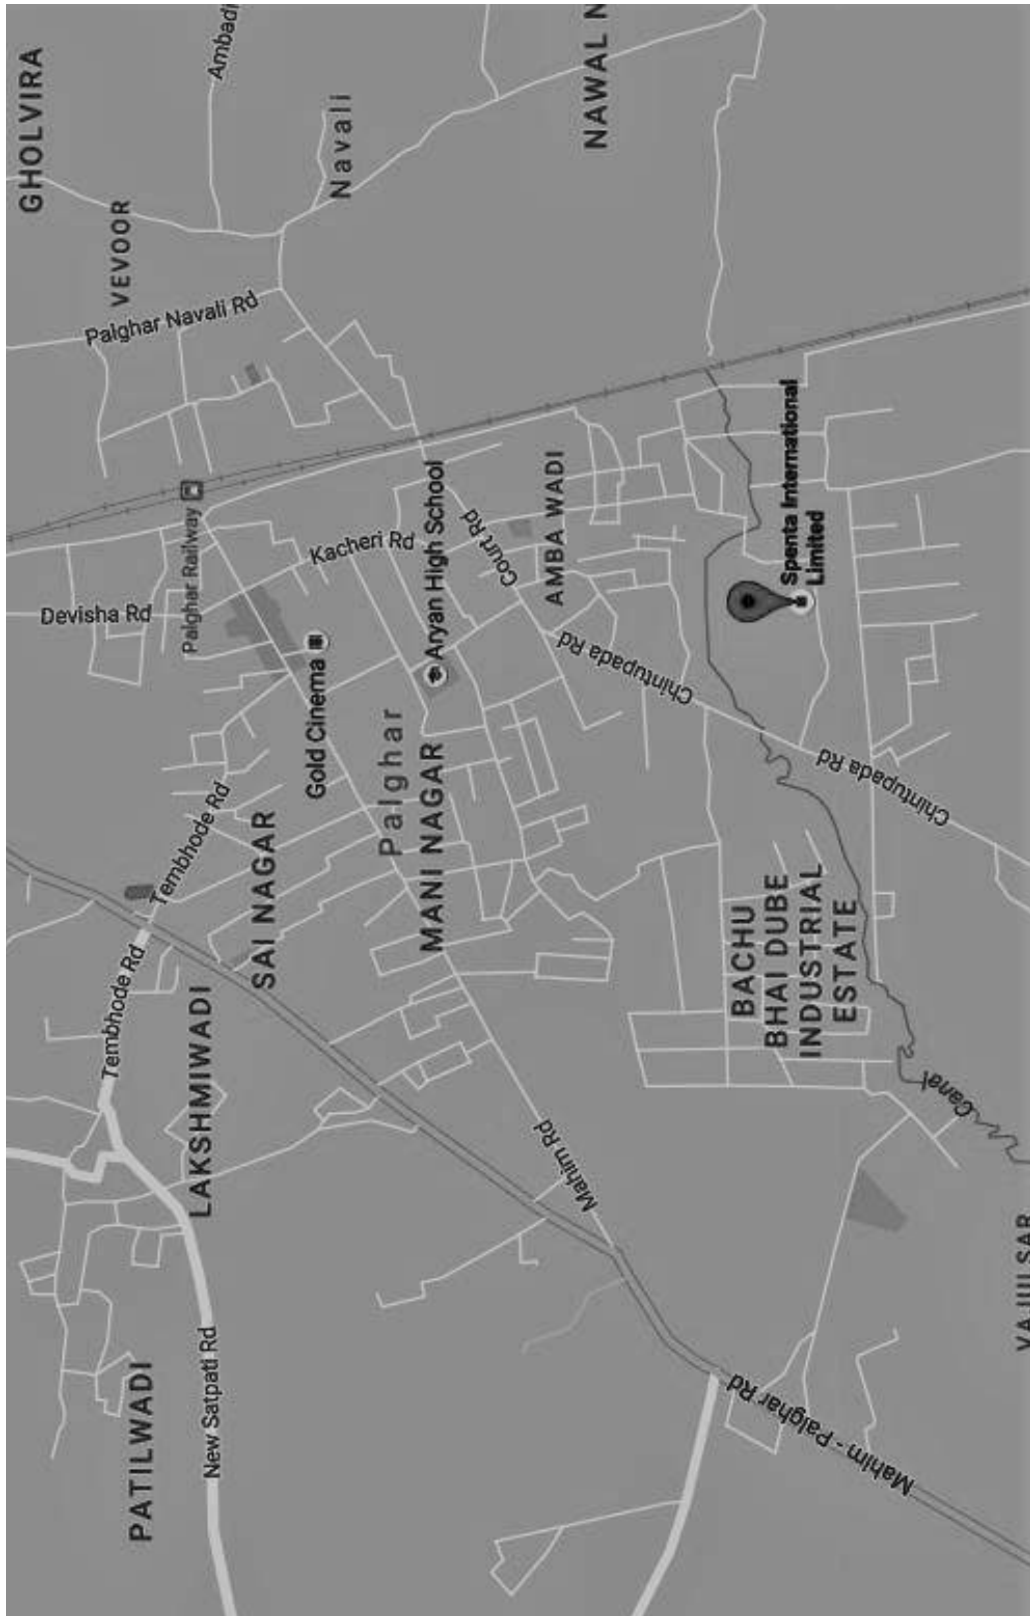 GHOLVIRA
Ambadi
VEVOOR
Navali
NAWAL N
Palghar Navali Rd
Palghar Railway
Devisha Rd
Kacheri Rd
Aryan High School
Court Rd
AMBA WADI
Spenta International
Limited
Gold Cinema
Chintupada Rd
Chintupada Rd
Palghar
MANI NAGAR
SAI NAGAR
Tembhode Rd
Tembhode Rd
LAKSHMIWADI
BACHU
BHAI DUBE
INDUSTRIAL
ESTATE
Canal
Mahim Rd
New Satpati Rd
PATILWADI
Mahim - Palghar Rd